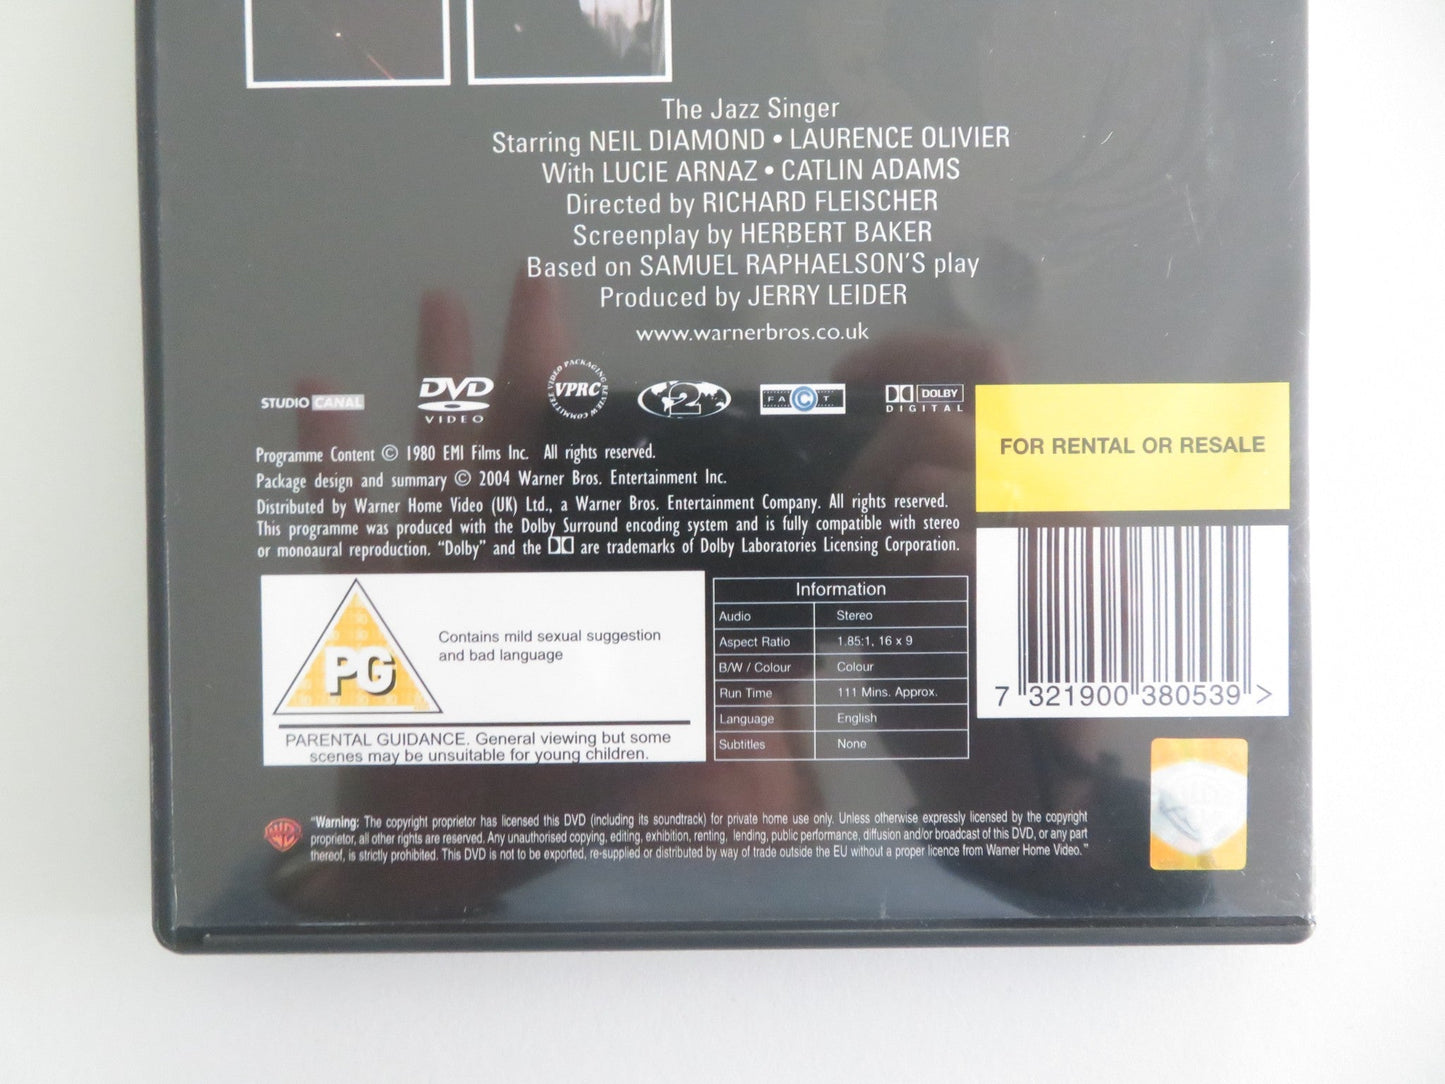 The Jazz Singer
Starring NEIL DIAMOND • LAURENCE OLIVIER
With LUCIE ARNAZ • CATLIN ADAMS
Directed by RICHARD FLEISCHER
Screenplay by HERBERT BAKER
Based on SAMUEL RAPHAELSON'S play
Produced by JERRY LEIDER
www.warnerbros.co.uk
STUDIO CANAL
DVD
VIDEO
VIDEO PACKAGING REVIEW COMMITTEE
VPRC
2
FACT
DOLBY
DIGITAL
FOR RENTAL OR RESALE
Programme Content © 1980 EMI Films Inc. All rights reserved.
Package design and summary © 2004 Warner Bros. Entertainment Inc.
Distributed by Warner Home Video (UK) Ltd., a Warner Bros. Entertainment Company. All rights reserved.
This programme was produced with the Dolby Surround encoding system and is fully compatible with stereo
or monoaural reproduction. "Dolby" and the are trademarks of Dolby Laboratories Licensing Corporation.
PG
Contains mild sexual suggestion
and bad language
PARENTAL GUIDANCE. General viewing but some
scenes may be unsuitable for young children.
Information
Audio Stereo
Aspect Ratio 1.85:1, 16 x 9
B/W / Colour Colour
Run Time 111 Mins. Approx.
Language English
Subtitles None
7 321900 380539 >
"Warning: The copyright proprietor has licensed this DVD (including its soundtrack) for private home use only. Unless otherwise expressly licensed by the copyright
proprietor, all other rights are reserved. Any unauthorised copying, editing, exhibition, renting, lending, public performance, diffusion and/or broadcast of this DVD, or any part
thereof, is strictly prohibited. This DVD is not to be exported, re-supplied or distributed by way of trade outside the EU without a proper licence from Warner Home Video."